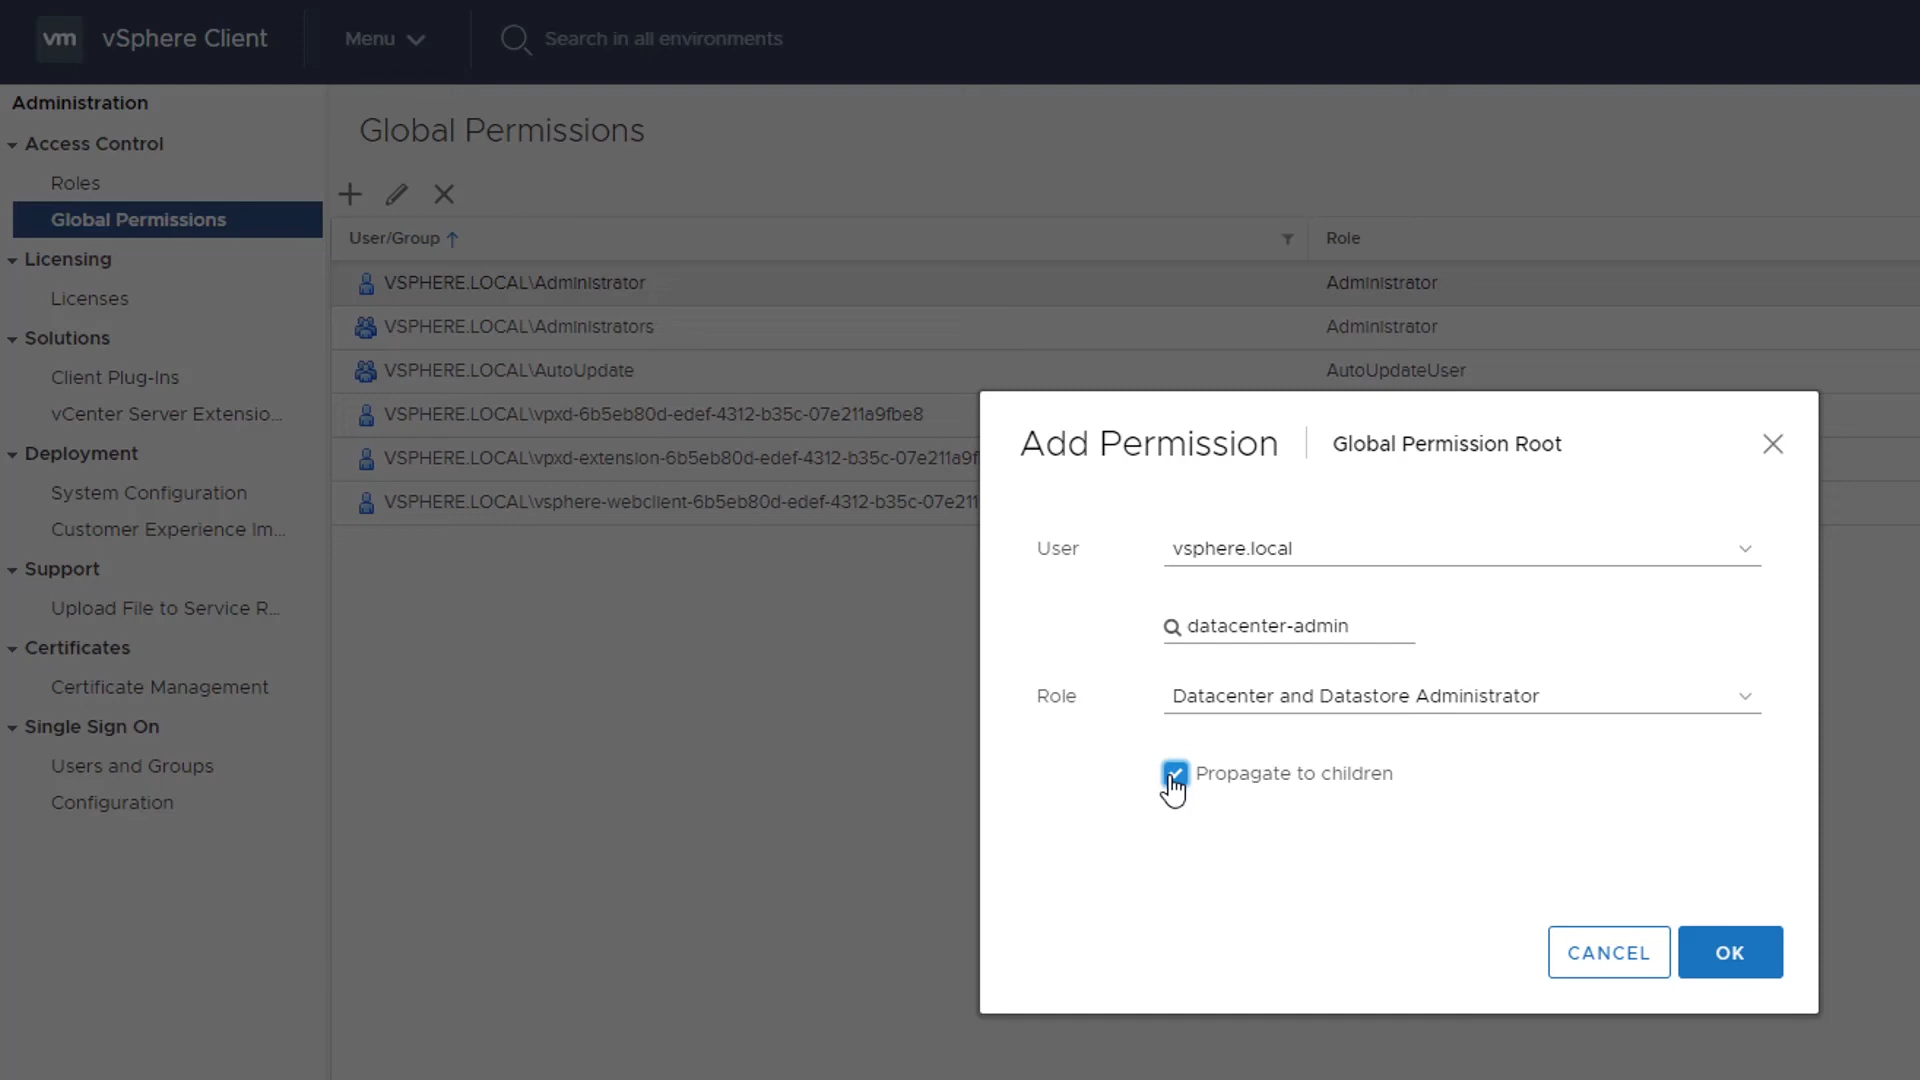 vm vSphere Client Menu Search in all environments
Administration
Access Control
Roles
Global Permissions
Licensing
Licenses
Solutions
Client Plug-Ins
vCenter Server Extensio...
Deployment
System Configuration
Customer Experience Im...
Support
Upload File to Service R...
Certificates
Certificate Management
Single Sign On
Users and Groups
Configuration
Global Permissions
User/Group Role
VSPHERE.LOCAL\Administrator Administrator
VSPHERE.LOCAL\Administrators Administrator
VSPHERE.LOCAL\AutoUpdate AutoUpdateUser
VSPHERE.LOCAL\vpxd-6b5eb80d-edef-4312-b35c-07e211a9fbe8
VSPHERE.LOCAL\vpxd-extension-6b5eb80d-edef-4312-b35c-07e211a9f
VSPHERE.LOCAL\vsphere-webclient-6b5eb80d-edef-4312-b35c-07e211
Add Permission Global Permission Root
User vsphere.local
datacenter-admin
Role Datacenter and Datastore Administrator
Propagate to children
CANCEL OK